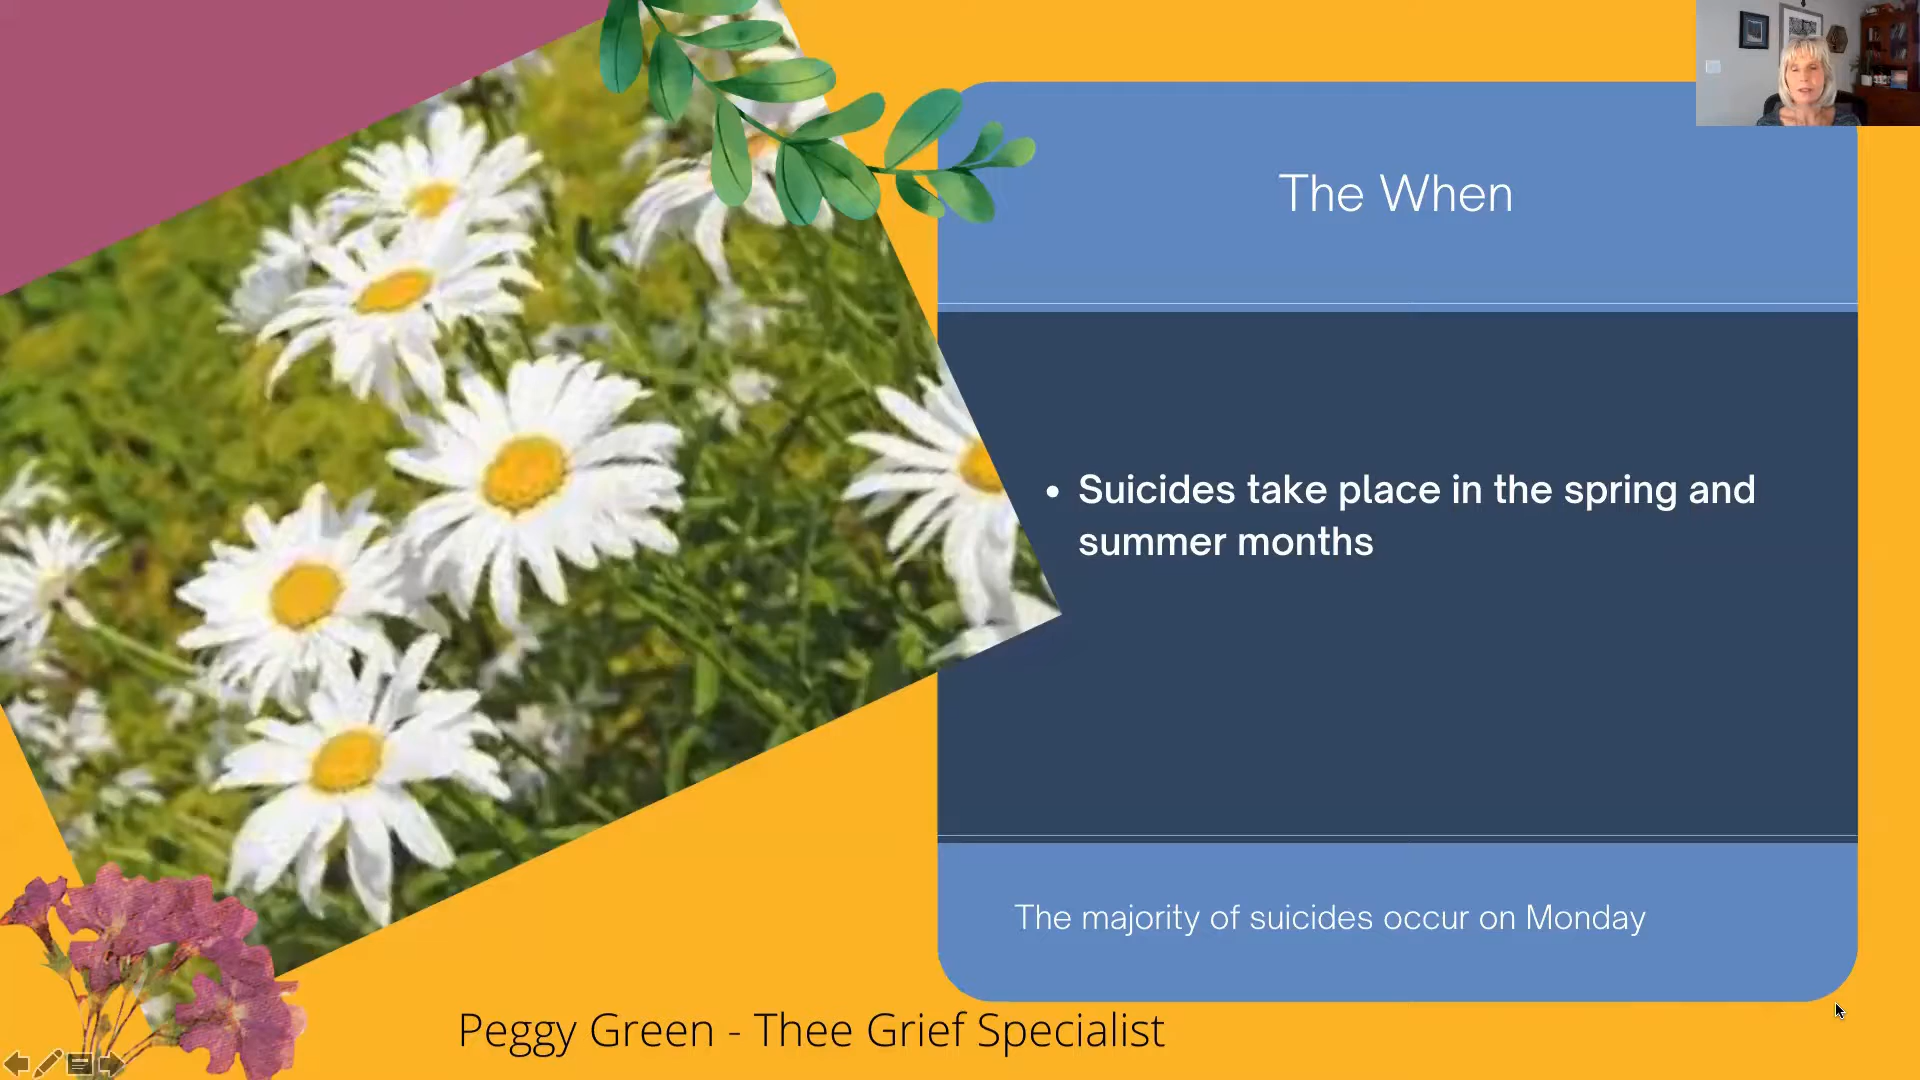 The When
• Suicides take place in the spring and
summer months
The majority of suicides occur on Monday
Peggy Green - Thee Grief Specialist